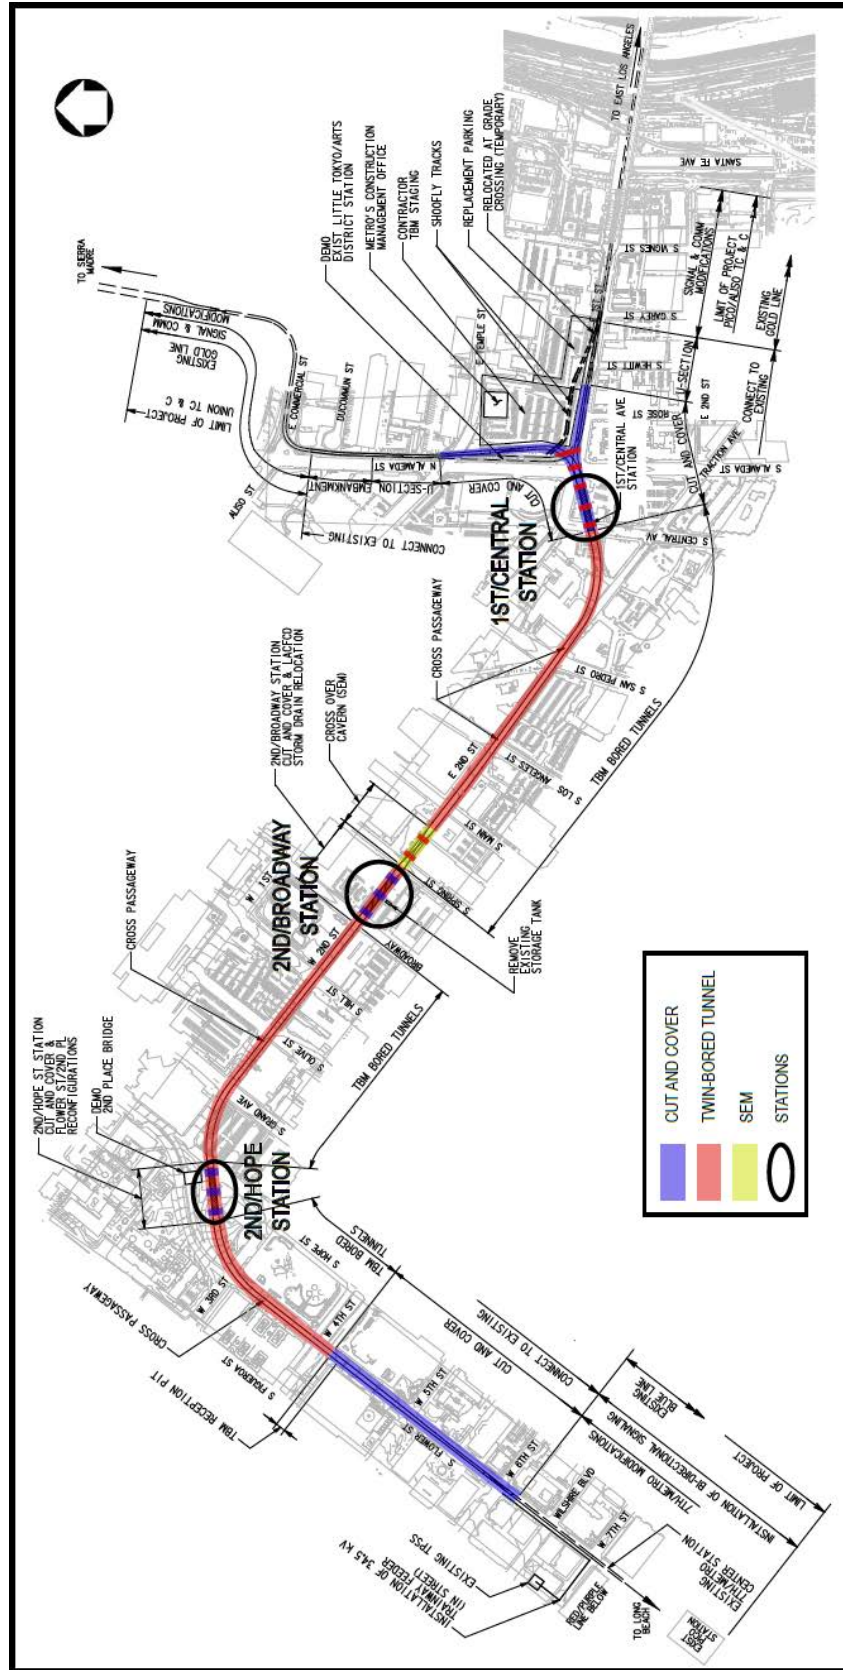 TO SIERRA
MADRE
EXISTING
GOLD LINE
SIGNAL & COMM
MODIFICATIONS
LIMIT OF PROJECT
UNION TC & C
E COMMERCIAL ST
DUCOMMUN ST
ALISO ST
N ALAMEDA ST
EMBANKMENT
U-SECTION
CUT AND COVER
CONNECT TO EXISTING
DEMO
EXIST LITTLE TOKYO/ARTS
DISTRICT STATION
METRO'S CONSTRUCTION
MANAGEMENT OFFICE
CONTRACTOR
TBM STAGING
SHOOFLY TRACKS
REPLACEMENT PARKING
RELOCATED AT GRADE
CROSSING (TEMPORARY)
TO EAST LOS ANGELES
SANTA FE AVE
S VIGNES ST
S GAREY ST
S HEWITT ST
ROSE ST
E TEMPLE ST
E 2ND ST
TRACTION AVE
S ALAMEDA ST
S CENTRAL AV
SIGNAL & COMM
MODIFICATIONS
LIMIT OF PROJECT
PICO/ALISO TC & C
EXISTING
GOLD LINE
U-SECTION
CONNECT TO
EXISTING
CUT AND COVER
1ST/CENTRAL AVE
STATION
1ST/CENTRAL
STATION
CROSS PASSAGEWAY
S SAN PEDRO ST
S LOS ANGELES ST
TBM BORED TUNNELS
E 2ND ST
S MAIN ST
S SPRING ST
2ND/BROADWAY STATION
CUT AND COVER & LACFCD
STORM DRAIN RELOCATION
CROSS OVER
CAVERN (SEM)
2ND/BROADWAY
STATION
REMOVE
EXISTING
STORAGE TANK
CROSS PASSAGEWAY
W 1ST
W 2ND ST
BROADWAY
S HILL ST
S OLIVE ST
S GRAND AVE
TBM BORED TUNNELS
2ND/HOPE ST STATION
CUT AND COVER &
FLOWER ST/2ND PL
RECONFIGURATIONS
DEMO
2ND PLACE BRIDGE
2ND/HOPE
STATION
S HOPE ST
TBM BORED
TUNNELS
W 3RD ST
CROSS PASSAGEWAY
W 4TH ST
S FIGUEROA ST
TBM RECEPTION PIT
CUT AND COVER
CONNECT TO EXISTING
W 5TH ST
S FLOWER ST
W 6TH ST
WILSHIRE BLVD
W 7TH ST
EXISTING
BLUE LINE
7TH/METRO MODIFICATIONS
INSTALLATION OF BI-DIRECTIONAL SIGNALING
LIMIT OF PROJECT
INSTALLATION OF 34.5 KV
TRAINWAY FEEDER
(IN STREET)
EXISTING TPSS
RED/PURPLE
LINE BELOW
TO LONG
BEACH
EXISTING
7TH/METRO
CENTER STATION
EXIST
PICO
STATION
CUT AND COVER
TWIN-BORED TUNNEL
SEM
STATIONS